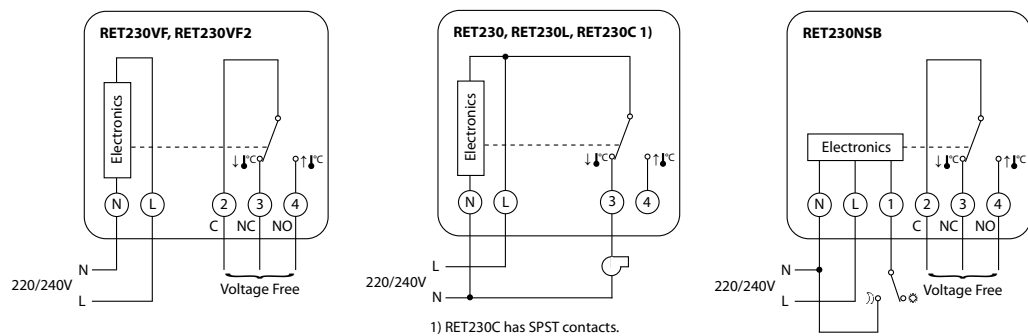 RET230VF, RET230VF2
Electronics
↓ °C
↑ °C
N
L
2
3
4
C
NC
NO
N
220/240V
L
Voltage Free
RET230, RET230L, RET230C 1)
Electronics
↓ °C
↑ °C
N
L
3
4
L
220/240V
N
1) RET230C has SPST contacts.
RET230NSB
Electronics
↓ °C
↑ °C
N
L
1
2
3
4
C
NC
NO
N
220/240V
L
Voltage Free